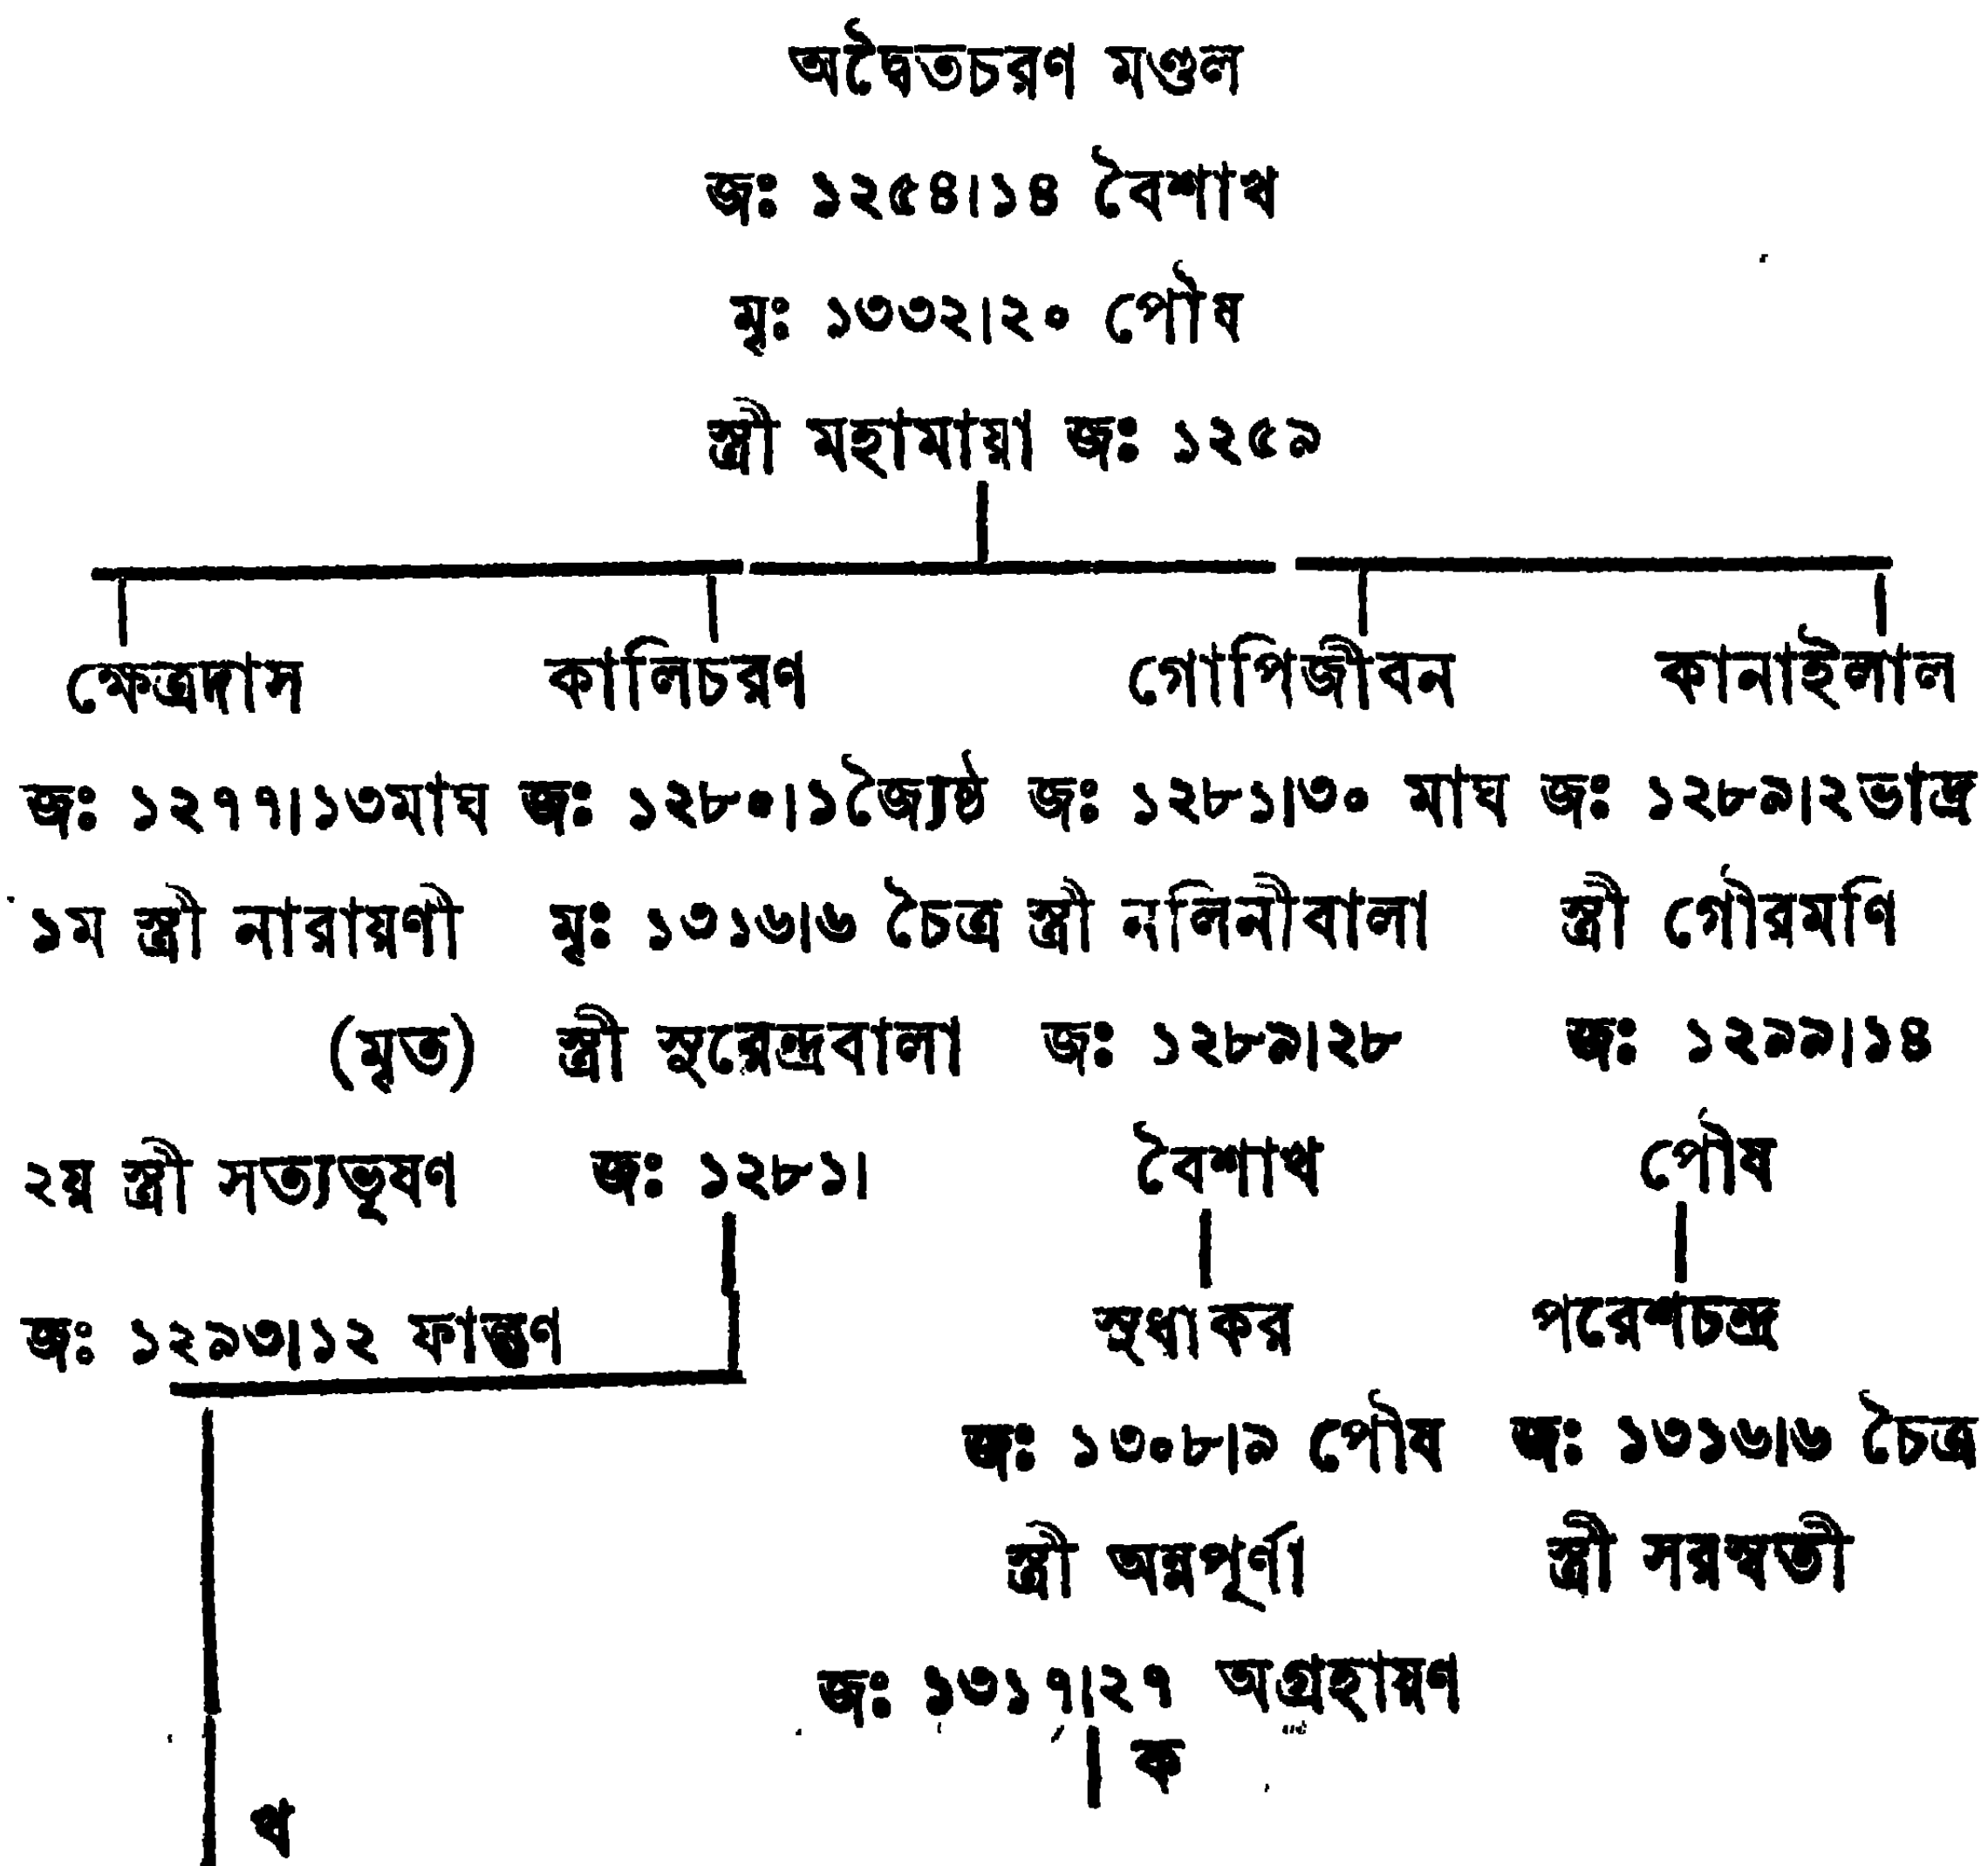 অদ্বৈতচরণ মণ্ডল
জঃ ১২৫৪।১৪ বৈশাখ
মৃঃ ১৩৩২।২০ পৌষ
স্ত্রী মহামায়া জঃ ১২৫৯
ক্ষেত্রদাস কালিচরণ গোপিজীবন কানাইলাল
জঃ ১২৭৭।১৩মাঘ জঃ ১২৮০।১জ্যৈষ্ঠ জঃ ১২৮১।৩০ মাঘ জঃ ১২৮৯।২ভাদ্র
১ম স্ত্রী নারায়ণী মৃঃ ১৩১৬।৬ চৈত্র স্ত্রী নলিনীবালা স্ত্রী গৌরমণি
(মৃত) স্ত্রী সুরেন্দ্রবালা জঃ ১২৮৯।২৮ জঃ ১২৯৯।১৪
২য় স্ত্রী সত্যভূষণ জঃ ১২৮১। বৈশাখ পৌষ
জঃ ১২৯৩।১২ ফাল্গুণ সুধাকর পরেশচন্দ্র
জঃ ১৩০৮।৯ পৌষ জঃ ১৩১৬।৬ চৈত্র
স্ত্রী অন্নপূর্ণা স্ত্রী সরস্বতী
জঃ ১৩১৭।২৭ অগ্রহায়ণ
ক
খ